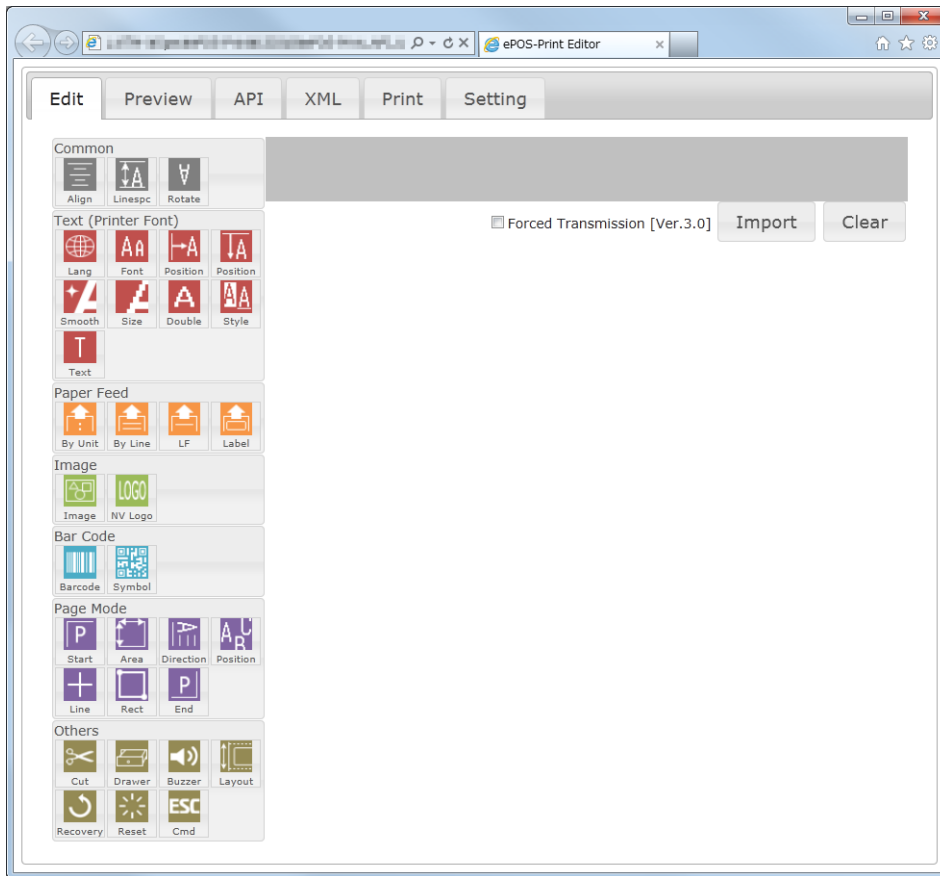 ePOS-Print Editor
Edit Preview API XML Print Setting
Common
Align Linespc Rotate
Forced Transmission [Ver.3.0] Import Clear
Text (Printer Font)
Lang Font Position Position
Smooth Size Double Style
T
Text
Paper Feed
By Unit By Line LF Label
Image
LOGO
Image NV Logo
Bar Code
Barcode Symbol
Page Mode
Start Area Direction Position
Line Rect End
Others
Cut Drawer Buzzer Layout
ESC
Recovery Reset Cmd